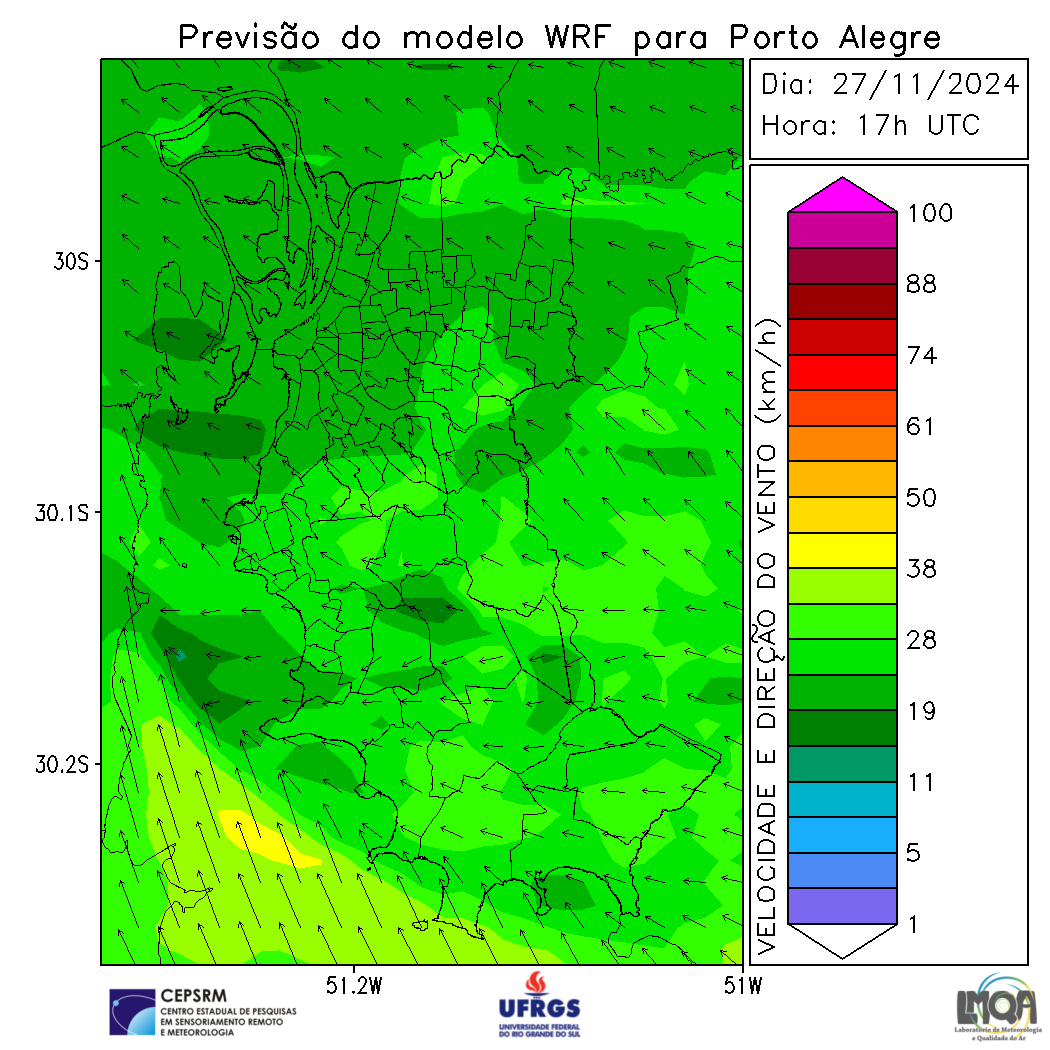 Previsão do modelo WRF para Porto Alegre
Dia: 27/11/2024
Hora: 17h UTC
30S
30.1S
30.2S
51.2W
51W
VELOCIDADE E DIREÇÃO DO VENTO (km/h)
100
88
74
61
50
38
28
19
11
5
1
CEPSRM
CENTRO ESTADUAL DE PESQUISAS
EM SENSORIAMENTO REMOTO
E METEOROLOGIA
UFRGS
UNIVERSIDADE FEDERAL
DO RIO GRANDE DO SUL
LMQA
Laboratório de Meteorologia
e Qualidade do Ar